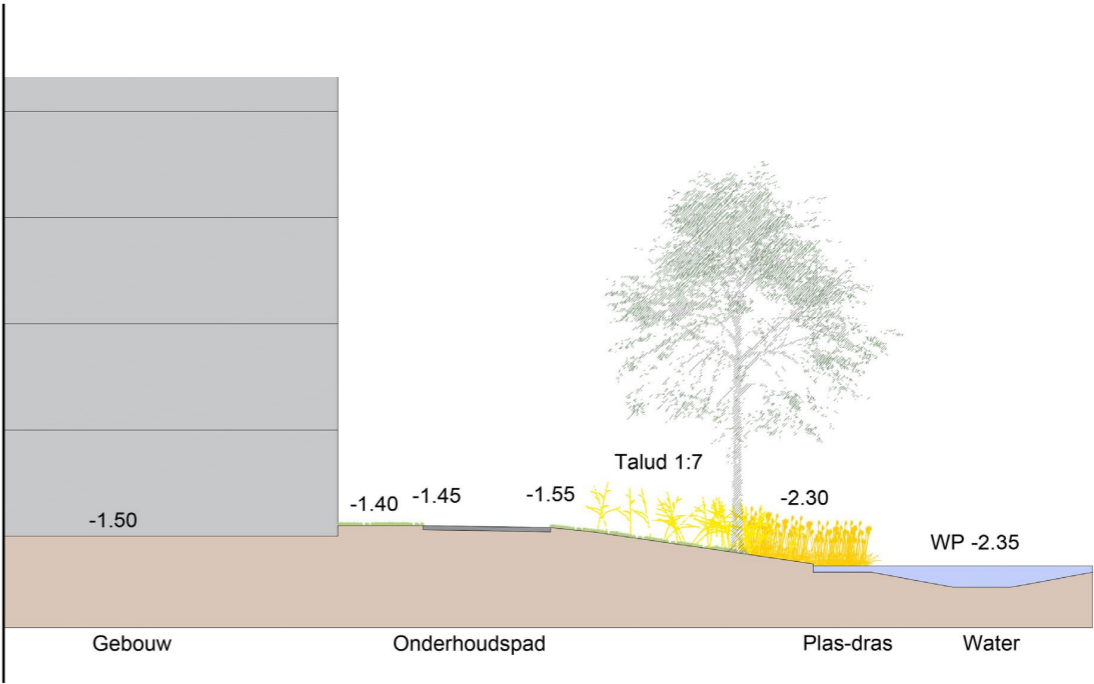 Talud 1:7
-1.50
-1.40
-1.45
-1.55
-2.30
WP -2.35
Gebouw
Onderhoudspad
Plas-dras
Water